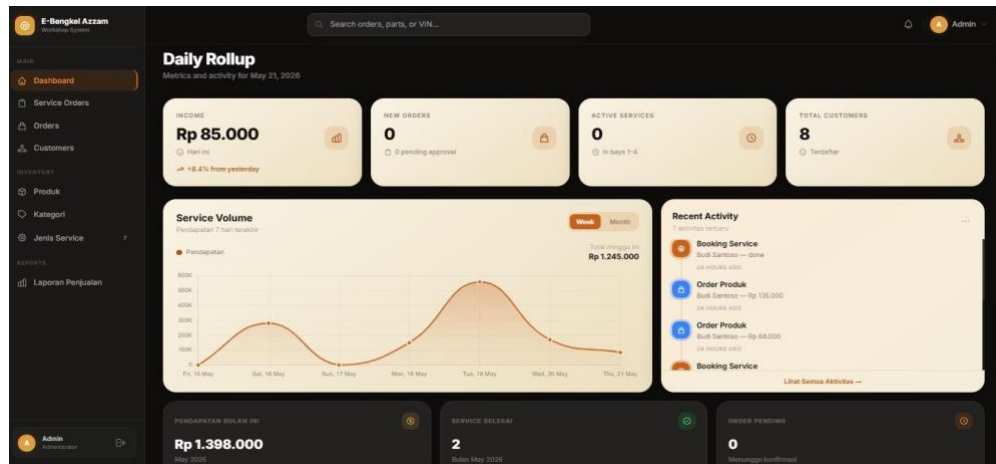 E-Bengkel Azzam
Workshop System
Search orders, parts, or VIN...
Admin
MAIN
Dashboard
Service Orders
Orders
Customers
INVENTORY
Produk
Kategori
Jenis Service 7
REPORTS
Laporan Penjualan
A Admin
Administrator
Daily Rollup
Metrics and activity for May 21, 2026
INCOME
Rp 85.000
Hari ini
+8.4% from yesterday
NEW ORDERS
0
0 pending approval
ACTIVE SERVICES
0
In bays 1-4
TOTAL CUSTOMERS
8
Terdaftar
Service Volume
Pendapatan 7 hari terakhir
Week Month
Pendapatan
Total minggu ini
Rp 1.245.000
600K
500K
400K
300K
200K
100K
0
Fri, 15 May Sat, 16 May Sun, 17 May Mon, 18 May Tue, 19 May Wed, 20 May Thu, 21 May
Recent Activity
7 aktivitas terbaru
Booking Service
Budi Santoso — done
24 HOURS AGO
Order Produk
Budi Santoso — Rp 135.000
24 HOURS AGO
Order Produk
Budi Santoso — Rp 68.000
24 HOURS AGO
Booking Service
Lihat Semua Aktivitas →
PENDAPATAN BULAN INI
Rp 1.398.000
May 2026
SERVICE SELESAI
2
Bulan May 2026
ORDER PENDING
0
Menunggu konfirmasi